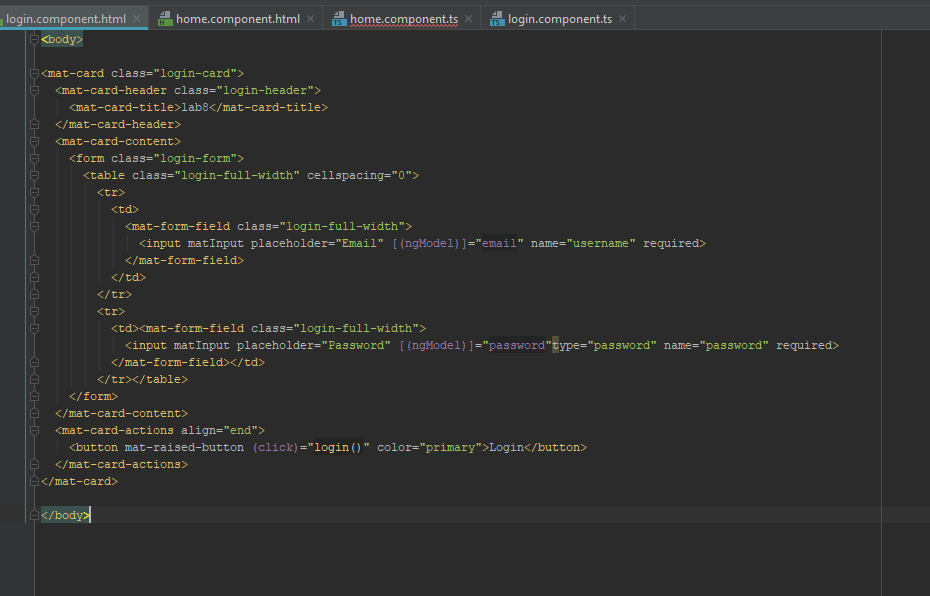 login.component.html × home.component.html × home.component.ts × login.component.ts ×
<body>
<mat-card class="login-card">
<mat-card-header class="login-header">
<mat-card-title>lab8</mat-card-title>
</mat-card-header>
<mat-card-content>
<form class="login-form">
<table class="login-full-width" cellspacing="0">
<tr>
<td>
<mat-form-field class="login-full-width">
<input matInput placeholder="Email" [(ngModel)]="email" name="username" required>
</mat-form-field>
</td>
</tr>
<tr>
<td><mat-form-field class="login-full-width">
<input matInput placeholder="Password" [(ngModel)]="password"type="password" name="password" required>
</mat-form-field></td>
</tr></table>
</form>
</mat-card-content>
<mat-card-actions align="end">
<button mat-raised-button (click)="login()" color="primary">Login</button>
</mat-card-actions>
</mat-card>
</body>